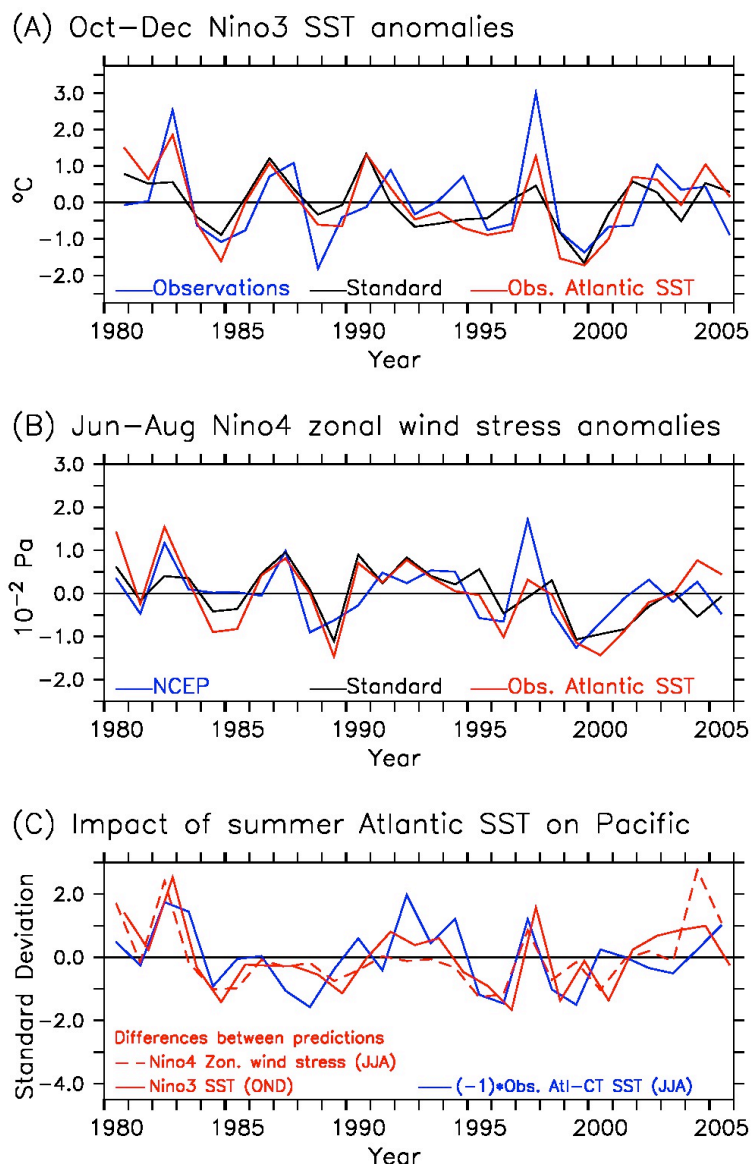 (A) Oct-Dec Nino3 SST anomalies
3.0
2.0
1.0
0.0
-1.0
-2.0
°C
Observations Standard Obs. Atlantic SST
1980 1985 1990 1995 2000 2005
Year
(B) Jun-Aug Nino4 zonal wind stress anomalies
3.0
2.0
1.0
0.0
-1.0
-2.0
10⁻² Pa
NCEP Standard Obs. Atlantic SST
1980 1985 1990 1995 2000 2005
Year
(C) Impact of summer Atlantic SST on Pacific
2.0
0.0
-2.0
-4.0
Standard Deviation
Differences between predictions
Nino4 Zon. wind stress (JJA)
Nino3 SST (OND) (-1)*Obs. Atl-CT SST (JJA)
1980 1985 1990 1995 2000 2005
Year